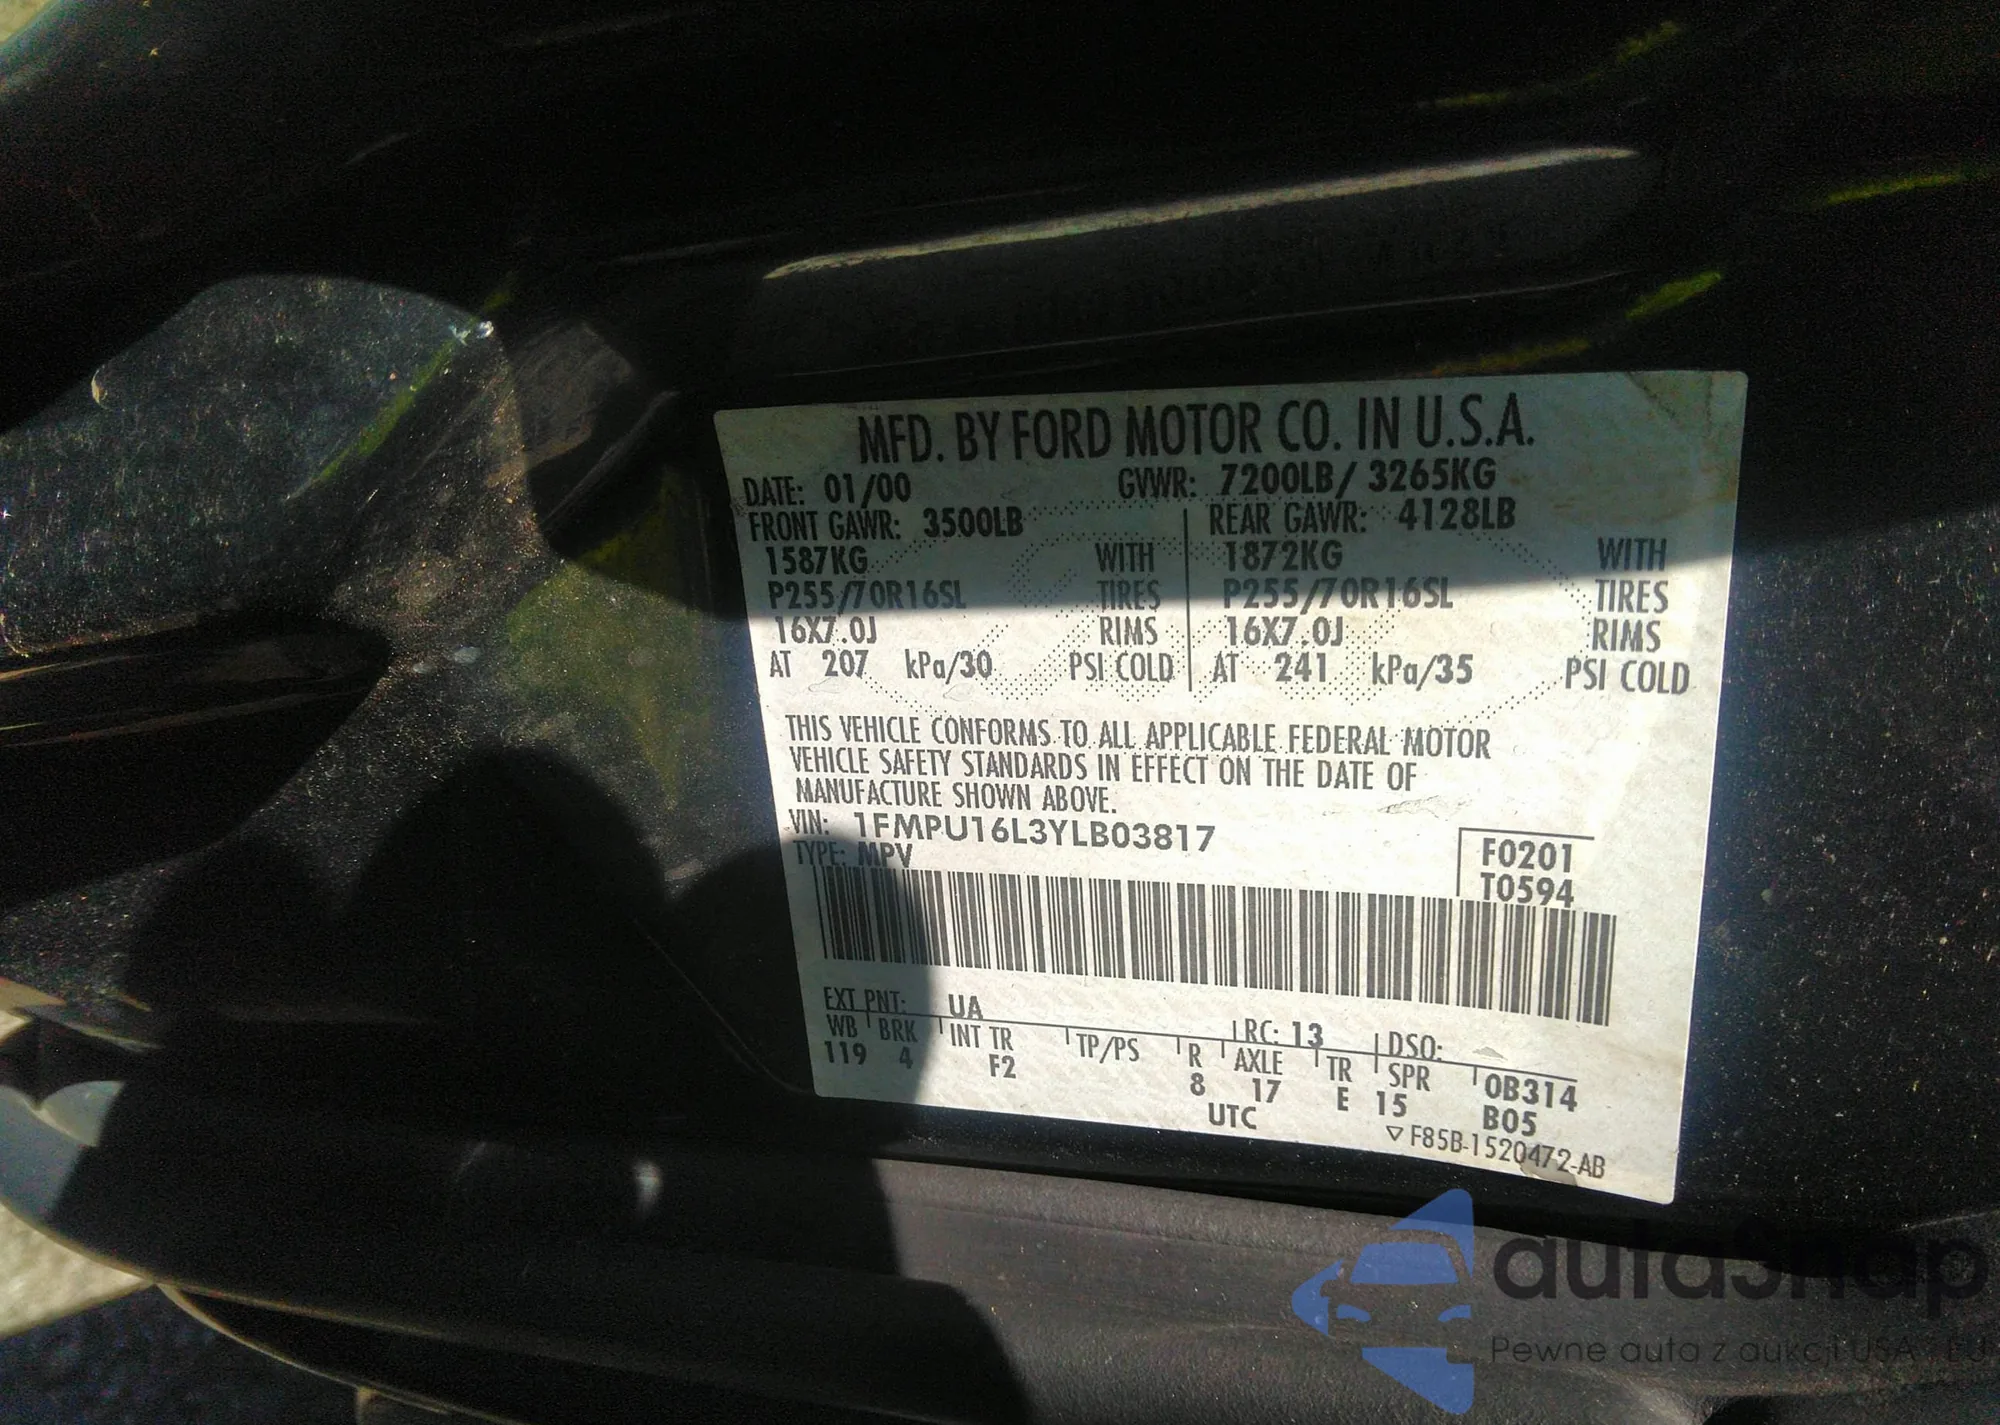 MFD. BY FORD MOTOR CO. IN U.S.A.
DATE: 01/00 GVWR: 7200LB/ 3265KG
FRONT GAWR: 3500LB REAR GAWR: 4128LB
1587KG WITH 1872KG WITH
P255/70R16SL TIRES P255/70R16SL TIRES
16X7.0J RIMS 16X7.0J RIMS
AT 207 kPa/30 PSI COLD AT 241 kPa/35 PSI COLD
THIS VEHICLE CONFORMS TO ALL APPLICABLE FEDERAL MOTOR
VEHICLE SAFETY STANDARDS IN EFFECT ON THE DATE OF
MANUFACTURE SHOWN ABOVE.
VIN: 1FMPU16L3YLB03817
TYPE: MPV
F0201
T0594
EXT PNT: UA RC: 13 DSO:
WB BRK INT TR TP/PS R AXLE TR SPR 0B314
119 4 F2 8 17 E 15 B05
UTC
▽ F85B-1520472-AB
autaSnap
Pewne auta z aukcji USA - EU